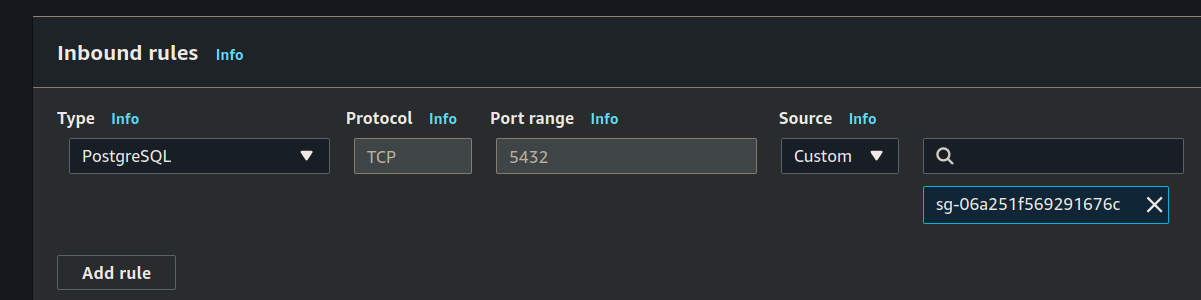 Inbound rules Info
Type Info Protocol Info Port range Info Source Info
PostgreSQL TCP 5432 Custom
sg-06a251f569291676c
Add rule